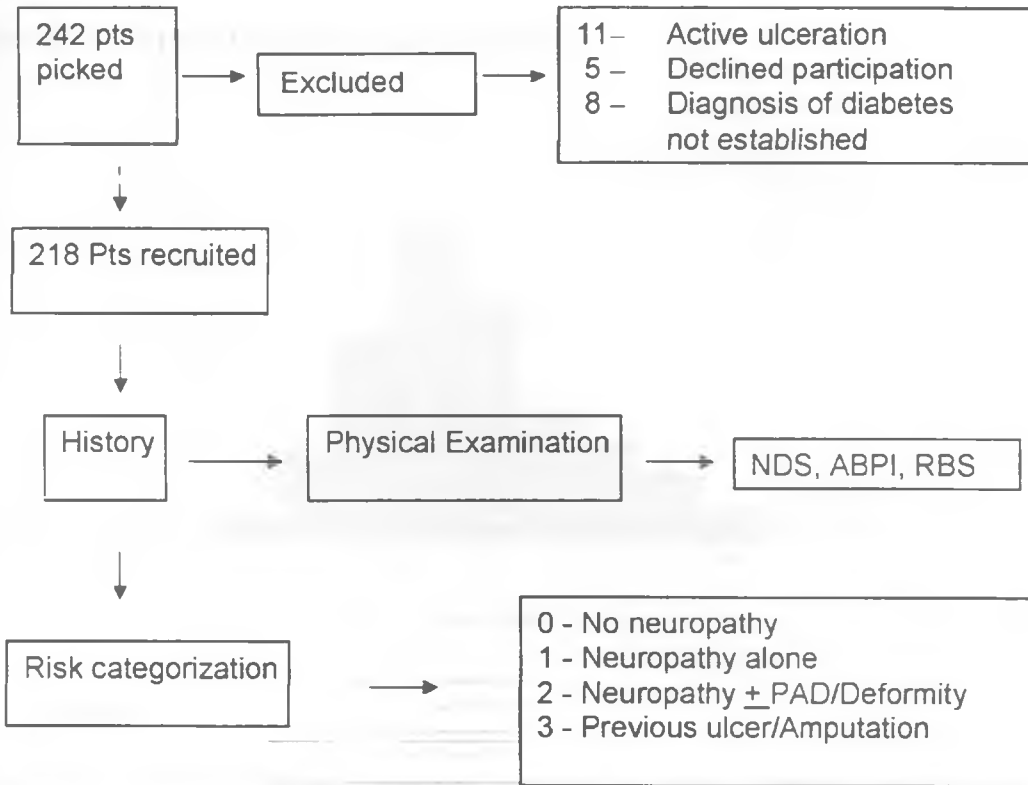 242 pts
picked
Excluded
11– Active ulceration
5 – Declined participation
8 – Diagnosis of diabetes
not established
218 Pts recruited
History
Physical Examination
NDS, ABPI, RBS
Risk categorization
0 - No neuropathy
1 - Neuropathy alone
2 - Neuropathy + PAD/Deformity
3 - Previous ulcer/Amputation